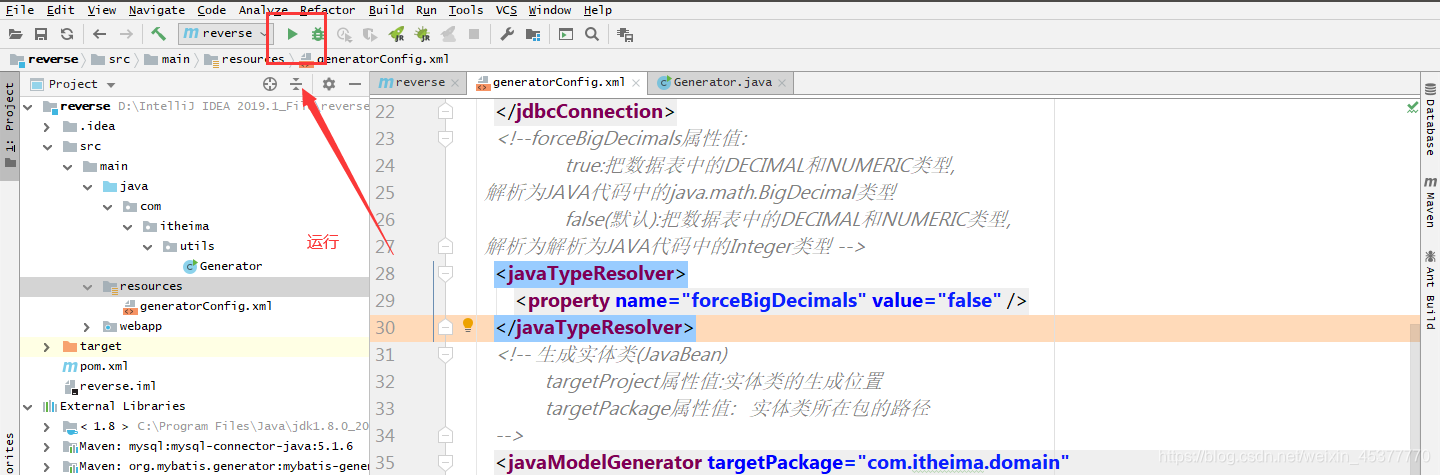 File Edit View Navigate Code Analyze Refactor Build Run Tools VCS Window Help
reverse
reverse src main resources generatorConfig.xml
1: Project
Project
reverse generatorConfig.xml Generator.java
reverse D:\IntelliJ IDEA 2019.1_Fi
reverse
.idea
src
main
java
com
itheima
utils
Generator
resources
generatorConfig.xml
webapp
target
pom.xml
reverse.iml
External Libraries
< 1.8 > C:\Program Files\Java\jdk1.8.0_20
Maven: mysql:mysql-connector-java:5.1.6
Maven: org.mybatis.generator:mybatis-gene
运行
22 </jdbcConnection>
23 <!--forceBigDecimals属性值:
24 true:把数据表中的DECIMAL和NUMERIC类型,
25 解析为JAVA代码中的java.math.BigDecimal类型
26 false(默认):把数据表中的DECIMAL和NUMERIC类型,
27 解析为解析为JAVA代码中的Integer类型 -->
28 <javaTypeResolver>
29 <property name="forceBigDecimals" value="false" />
30 </javaTypeResolver>
31 <!-- 生成实体类(JavaBean)
32 targetProject属性值:实体类的生成位置
33 targetPackage属性值: 实体类所在包的路径
34 -->
35 <javaModelGenerator targetPackage="com.itheima.domain"
Database
Maven
Ant Build
orites
https://blog.csdn.net/weixin_45377770